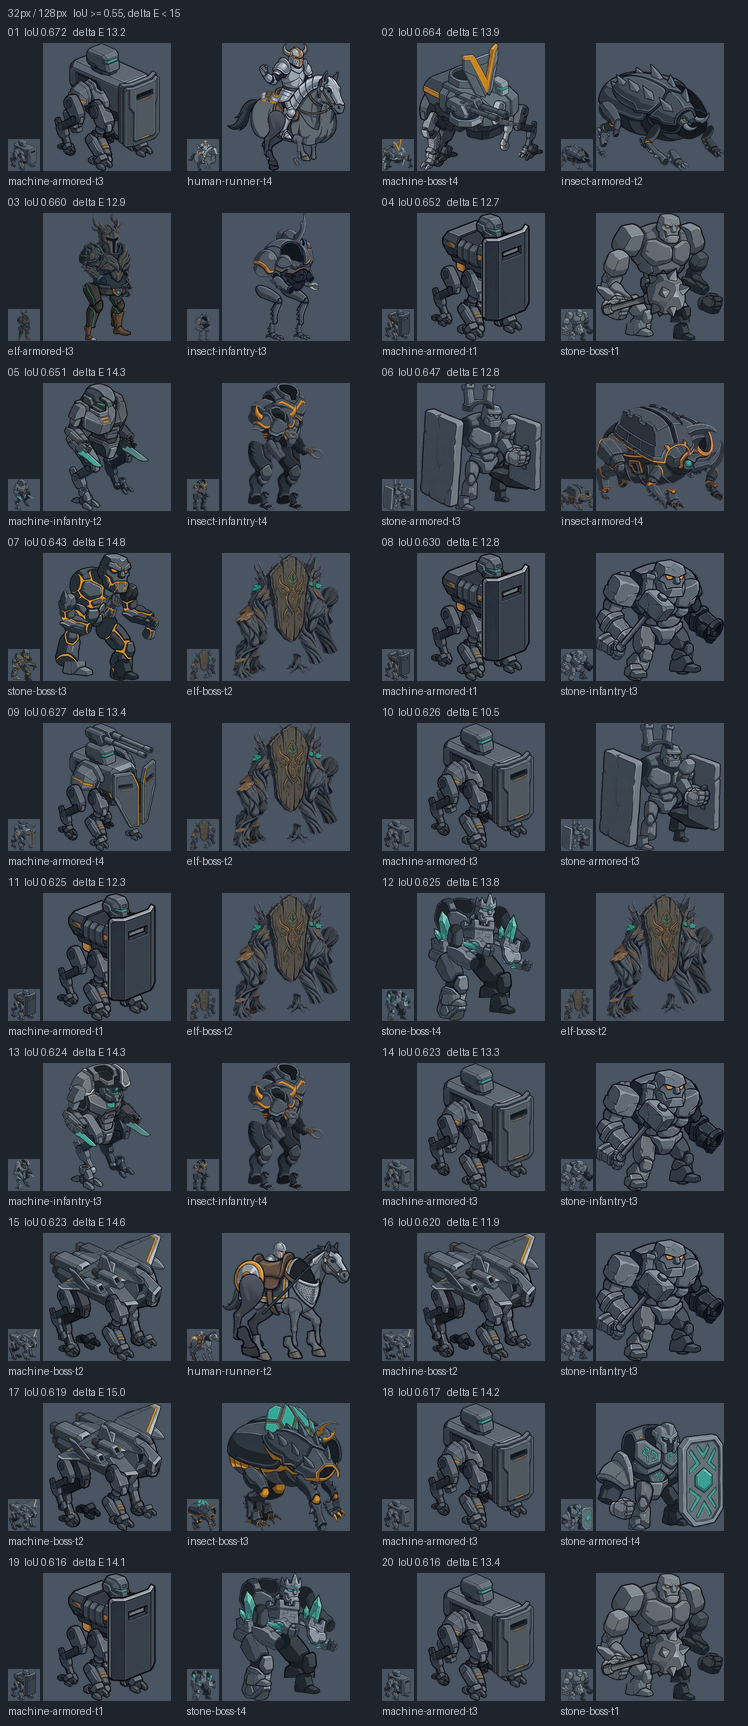 32px / 128px IoU >= 0.55, delta E < 15
01 IoU 0.672 delta E 13.2
02 IoU 0.664 delta E 13.9
machine-armored-t3
human-runner-t4
machine-boss-t4
insect-armored-t2
03 IoU 0.660 delta E 12.9
04 IoU 0.652 delta E 12.7
elf-armored-t3
insect-infantry-t3
machine-armored-t1
stone-boss-t1
05 IoU 0.651 delta E 14.3
06 IoU 0.647 delta E 12.8
machine-infantry-t2
insect-infantry-t4
stone-armored-t3
insect-armored-t4
07 IoU 0.643 delta E 14.8
08 IoU 0.630 delta E 12.8
stone-boss-t3
elf-boss-t2
machine-armored-t1
stone-infantry-t3
09 IoU 0.627 delta E 13.4
10 IoU 0.626 delta E 10.5
machine-armored-t4
elf-boss-t2
machine-armored-t3
stone-armored-t3
11 IoU 0.625 delta E 12.3
12 IoU 0.625 delta E 13.8
machine-armored-t1
elf-boss-t2
stone-boss-t4
elf-boss-t2
13 IoU 0.624 delta E 14.3
14 IoU 0.623 delta E 13.3
machine-infantry-t3
insect-infantry-t4
machine-armored-t3
stone-infantry-t3
15 IoU 0.623 delta E 14.6
16 IoU 0.620 delta E 11.9
machine-boss-t2
human-runner-t2
machine-boss-t2
stone-infantry-t3
17 IoU 0.619 delta E 15.0
18 IoU 0.617 delta E 14.2
machine-boss-t2
insect-boss-t3
machine-armored-t3
stone-armored-t4
19 IoU 0.616 delta E 14.1
20 IoU 0.616 delta E 13.4
machine-armored-t1
stone-boss-t4
machine-armored-t3
stone-boss-t1